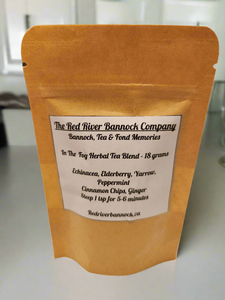 The Red River Bannock Company
Bannock, Tea & Fond Memories
In The Fog Herbal Tea Blend - 18 grams
Echinacea, Elderberry, Yarrow,
Peppermint
Cinnamon Chips, Ginger
Steep 1 tsp for 5-6 minutes
Redriverbannock.ca